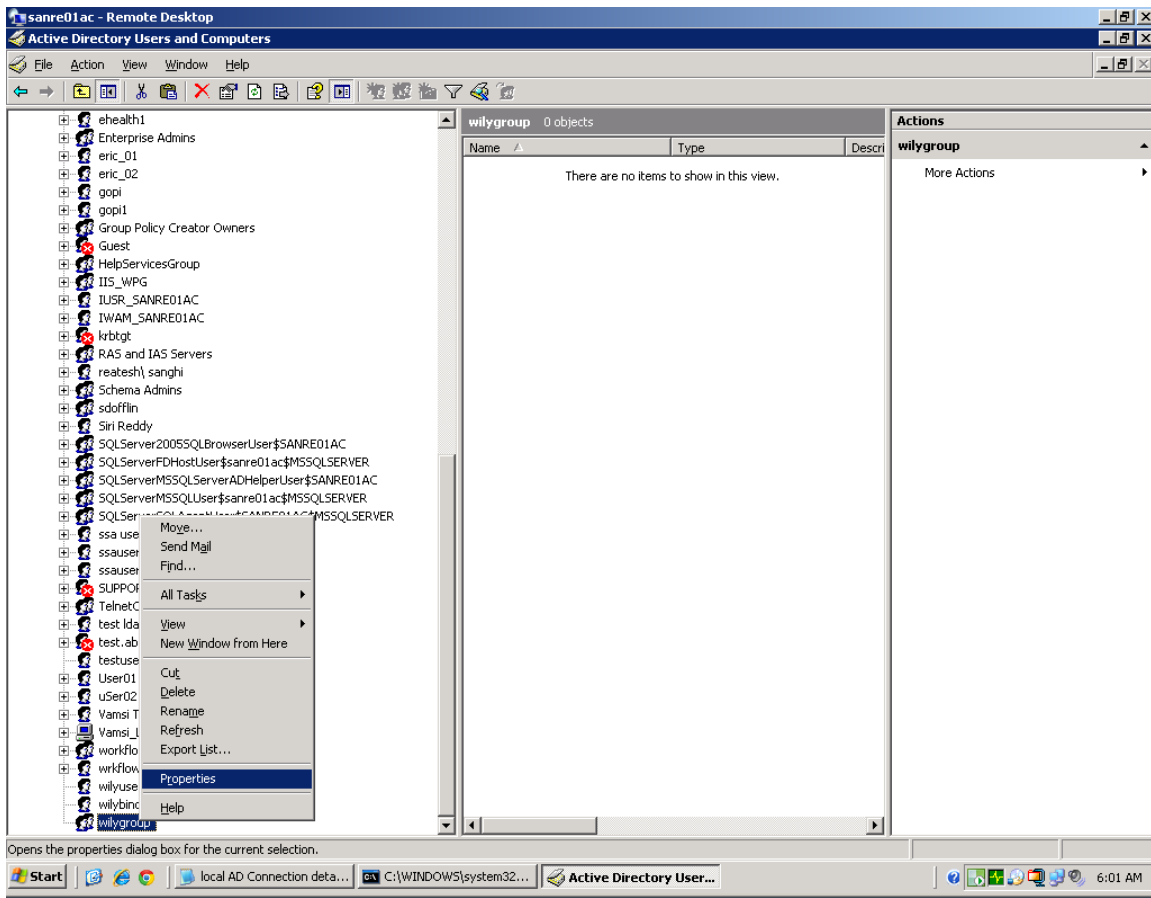 sanre01ac - Remote Desktop
Active Directory Users and Computers
File Action View Window Help
ehealth1
Enterprise Admins
eric_01
eric_02
gopi
gopi1
Group Policy Creator Owners
Guest
HelpServicesGroup
IIS_WPG
IUSR_SANRE01AC
IWAM_SANRE01AC
krbtgt
RAS and IAS Servers
reatesh\ sanghi
Schema Admins
sdofflin
Siri Reddy
SQLServer2005SQLBrowserUser$SANRE01AC
SQLServerFDHostUser$sanre01ac$MSSQLSERVER
SQLServerMSSQLServerADHelperUser$SANRE01AC
SQLServerMSSQLUser$sanre01ac$MSSQLSERVER
SQLServerSQLAgentUser$SANRE01AC$MSSQLSERVER
ssa use
ssauser
ssauser
SUPPOR
TelnetC
test lda
test.ab
testuse
User01
uSer02
Vamsi T
Vamsi_L
workflo
wrkflow
wilyuse
wilybind
wilygroup
Move...
Send Mail
Find...
All Tasks
View
New Window from Here
Cut
Delete
Rename
Refresh
Export List...
Properties
Help
wilygroup 0 objects
Name Type Descri
There are no items to show in this view.
Actions
wilygroup
More Actions
Opens the properties dialog box for the current selection.
Start local AD Connection deta... C:\WINDOWS\system32... Active Directory User... 6:01 AM